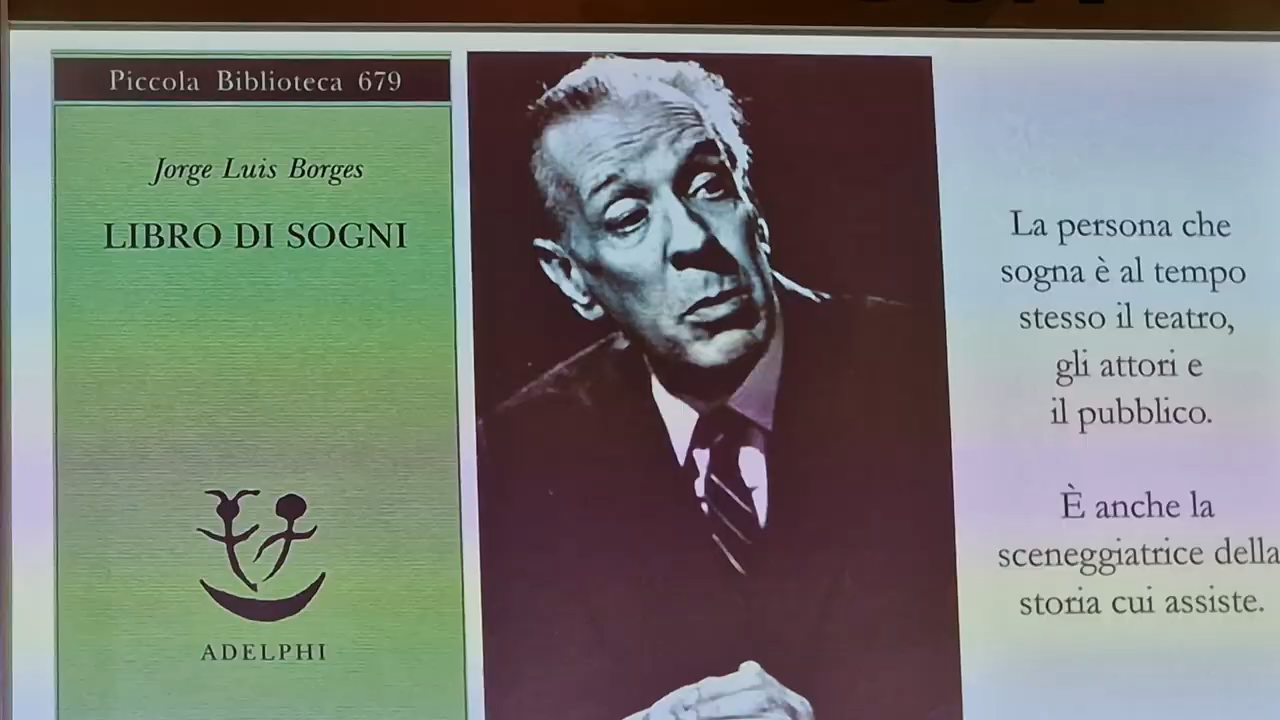 Piccola Biblioteca 679
Jorge Luis Borges
LIBRO DI SOGNI
ADELPHI
La persona che
sogna è al tempo
stesso il teatro,
gli attori e
il pubblico.
È anche la
sceneggiatrice della
storia cui assiste.